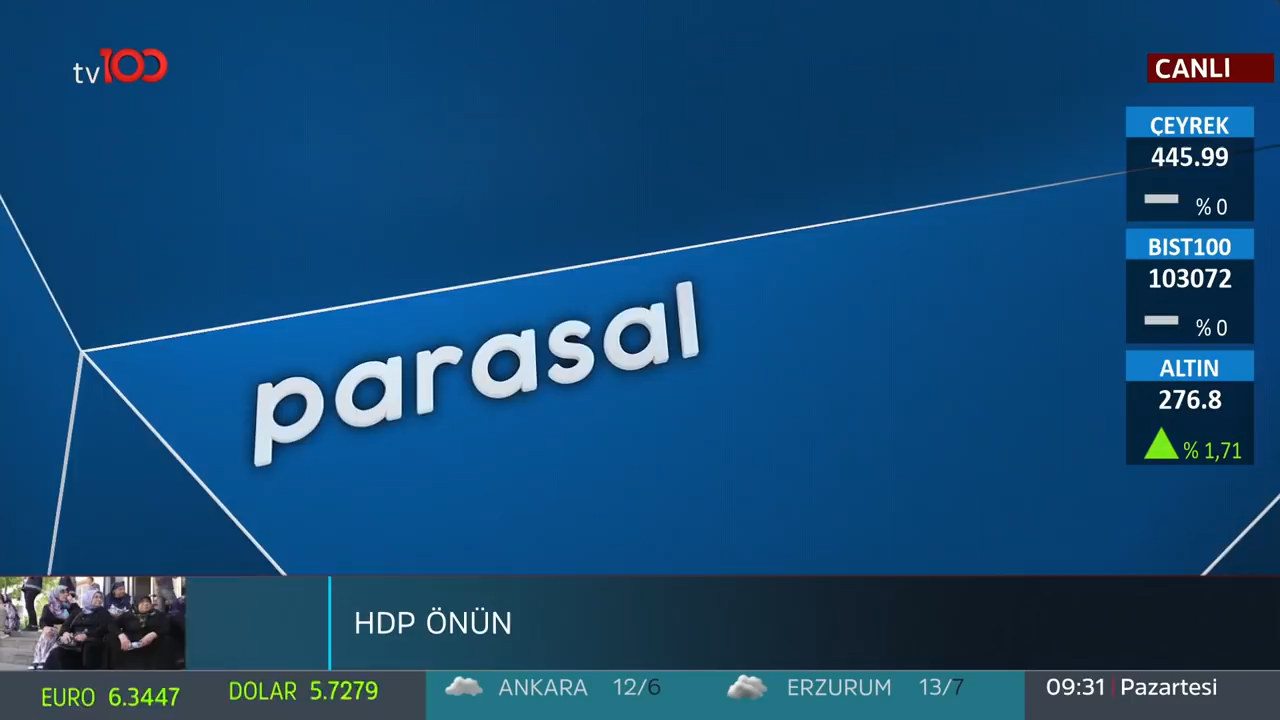 tv100
CANLI
ÇEYREK
445.99
% 0
BIST100
103072
% 0
ALTIN
276.8
% 1,71
parasal
HDP ÖNÜN
EURO 6.3447 DOLAR 5.7279 ANKARA 12/6 ERZURUM 13/7 09:31 Pazartesi